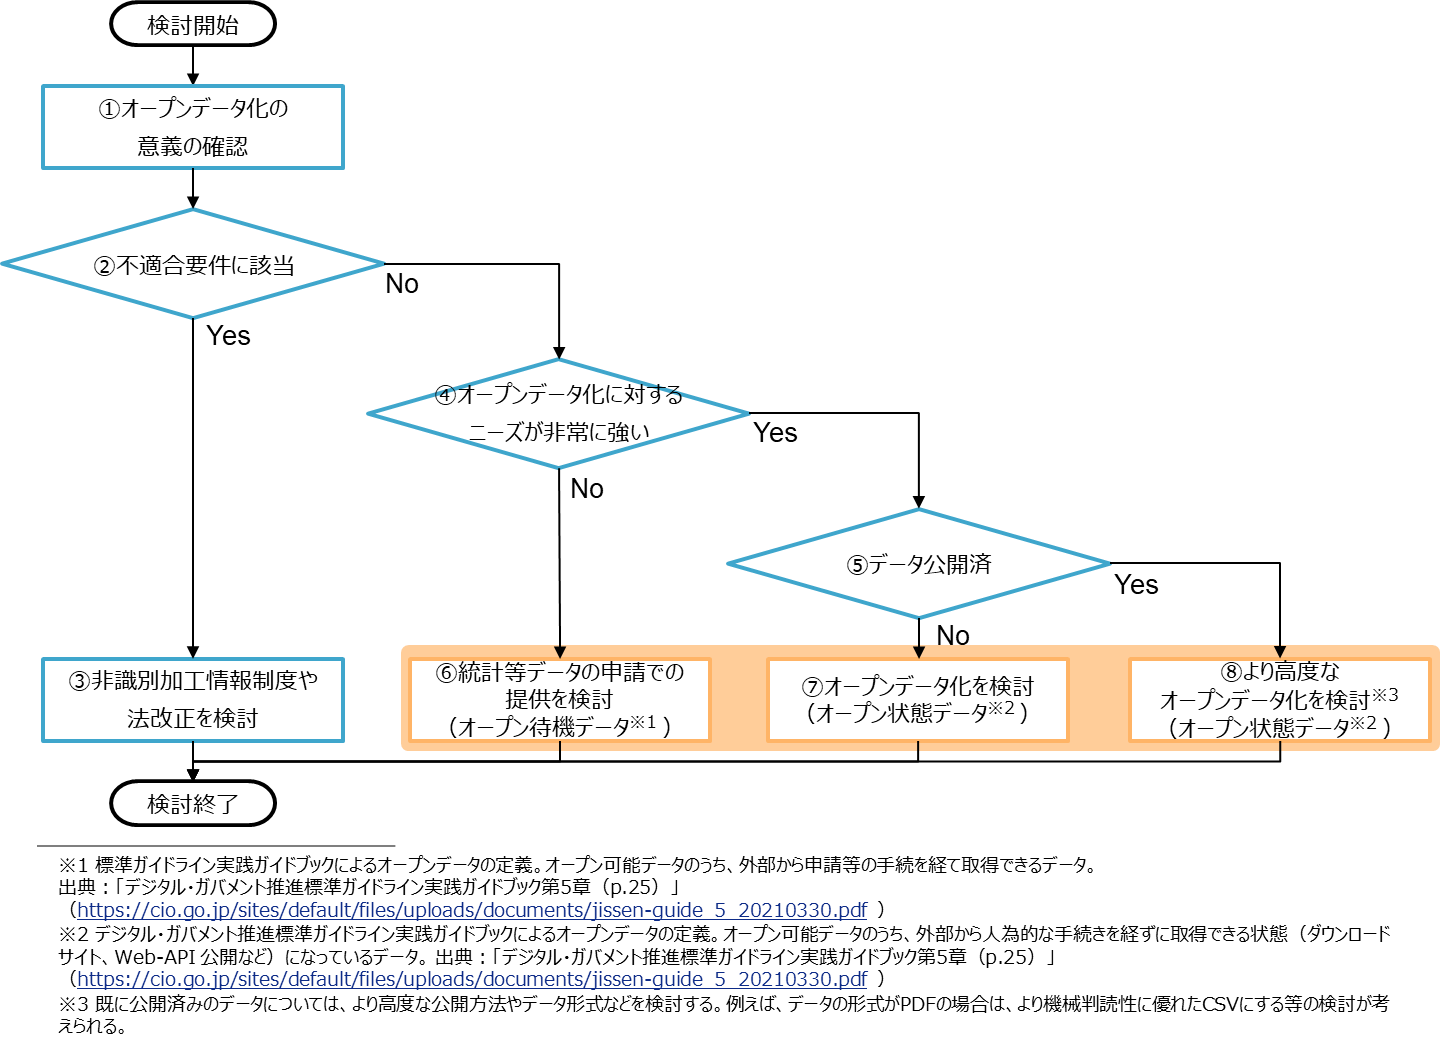 検討開始
①オープンデータ化の
意義の確認
②不適合要件に該当
No
Yes
④オープンデータ化に対する
ニーズが非常に強い
Yes
No
⑤データ公開済
Yes
No
③非識別加工情報制度や
法改正を検討
⑥統計等データの申請での
提供を検討
（オープン待機データ※1）
⑦オープンデータ化を検討
（オープン状態データ※2）
⑧より高度な
オープンデータ化を検討※3
（オープン状態データ※2）
検討終了
※1 標準ガイドライン実践ガイドブックによるオープンデータの定義。オープン可能データのうち、外部から申請等の手続を経て取得できるデータ。
出典：「デジタル・ガバメント推進標準ガイドライン実践ガイドブック第5章（p.25）」
（https://cio.go.jp/sites/default/files/uploads/documents/jissen-guide_5_20210330.pdf ）
※2 デジタル・ガバメント推進標準ガイドライン実践ガイドブックによるオープンデータの定義。オープン可能データのうち、外部から人為的な手続きを経ずに取得できる状態（ダウンロード
サイト、Web-API 公開など）になっているデータ。出典：「デジタル・ガバメント推進標準ガイドライン実践ガイドブック第5章（p.25）」
（https://cio.go.jp/sites/default/files/uploads/documents/jissen-guide_5_20210330.pdf ）
※3 既に公開済みのデータについては、より高度な公開方法やデータ形式などを検討する。例えば、データの形式がPDFの場合は、より機械判読性に優れたCSVにする等の検討が考
えられる。